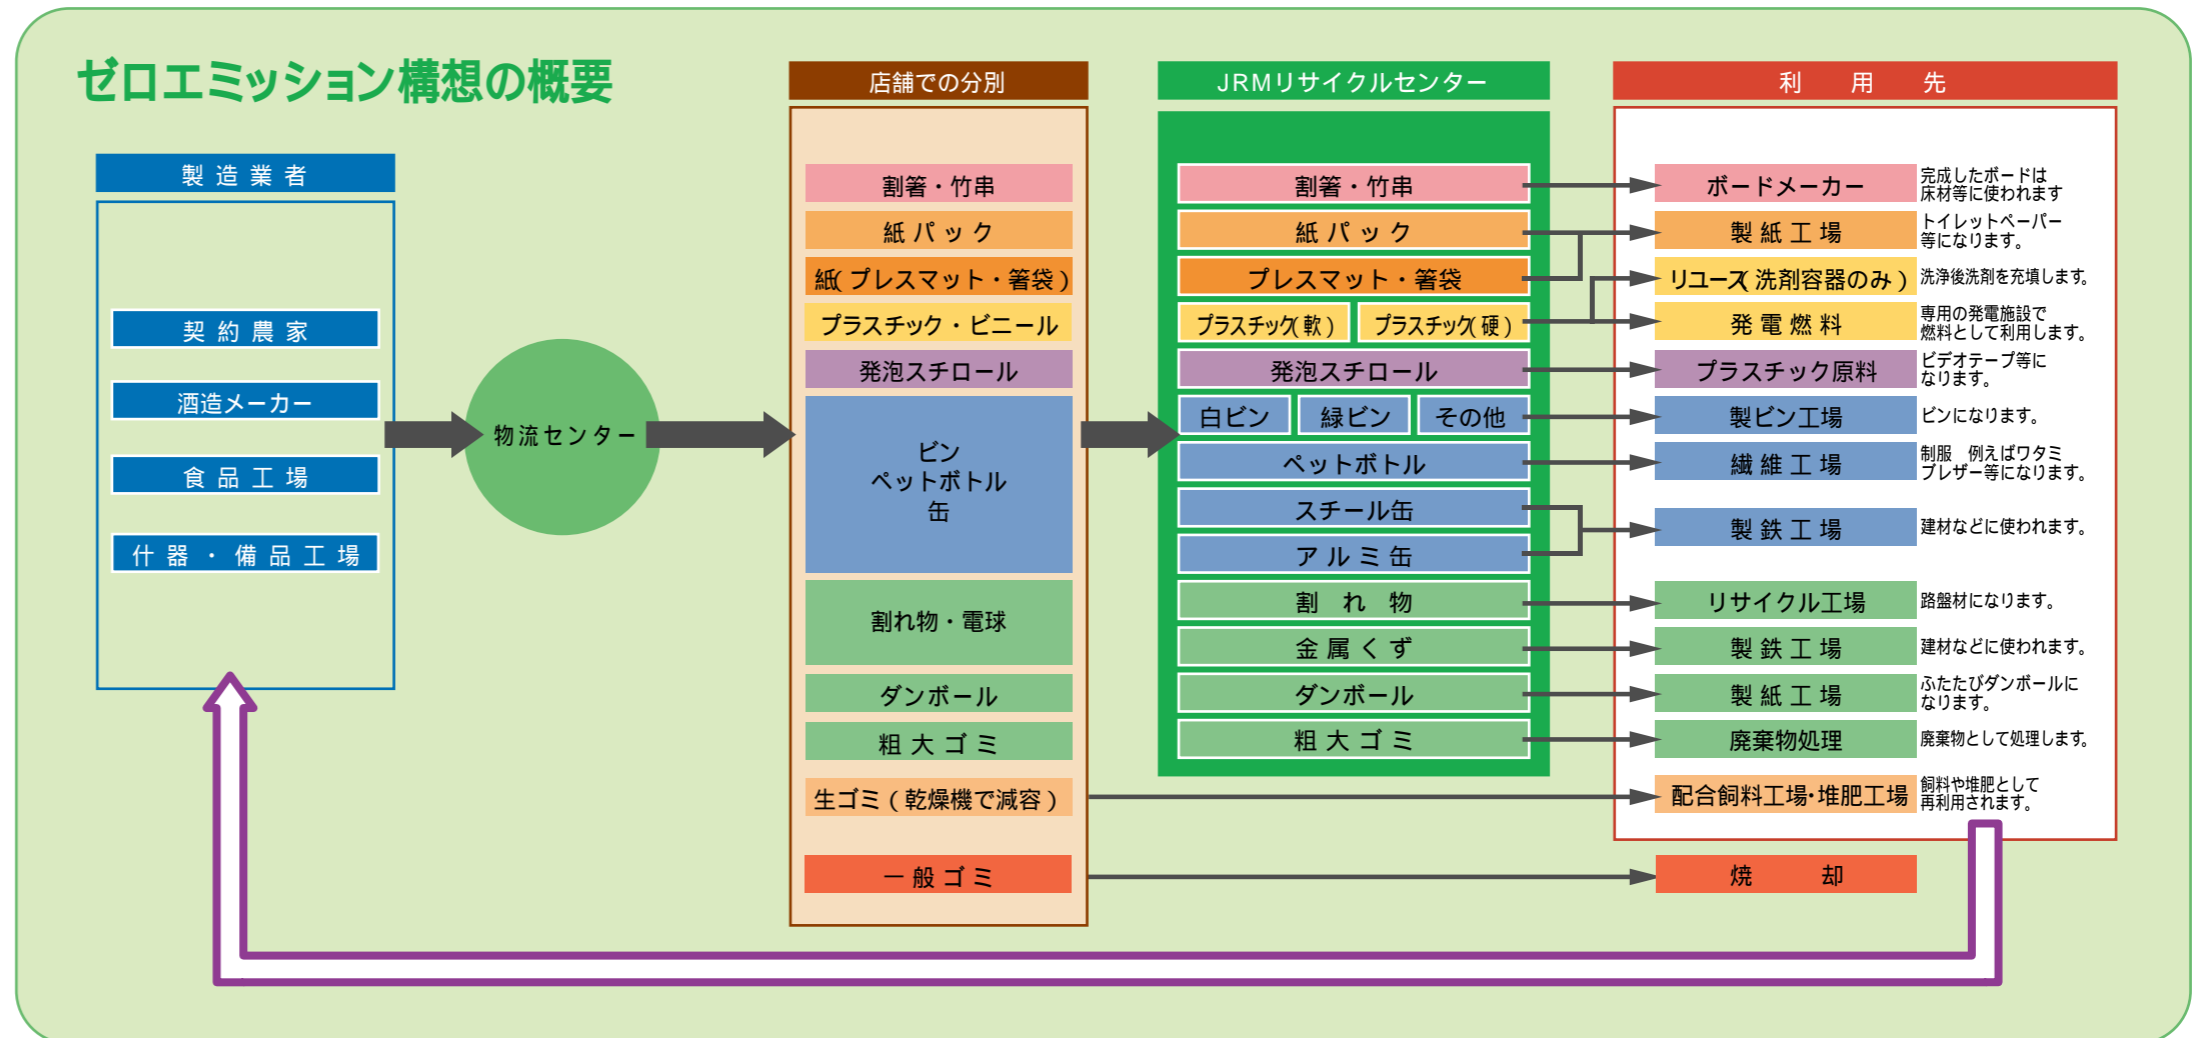 ゼロエミッション構想の概要
製造業者
契約農家
酒造メーカー
食品工場
什器・備品工場
物流センター
店舗での分別
割箸・竹串
紙パック
紙(プレスマット・箸袋)
プラスチック・ビニール
発泡スチロール
ビン
ペットボトル
缶
割れ物・電球
ダンボール
粗大ゴミ
生ゴミ(乾燥機で減容)
一般ゴミ
JRMリサイクルセンター
割箸・竹串
紙パック
プレスマット・箸袋
プラスチック(軟) プラスチック(硬)
発泡スチロール
白ビン 緑ビン その他
ペットボトル
スチール缶
アルミ缶
割れ物
金属くず
ダンボール
粗大ゴミ
利用先
ボードメーカー
完成したボードは
床材等に使われます
製紙工場
トイレットペーパー
等になります。
リユース(洗剤容器のみ) 洗浄後洗剤を充填します。
発電燃料
専用の発電施設で
燃料として利用します。
プラスチック原料
ビデオテープ等に
なります。
製ビン工場 ビンになります。
繊維工場
制服 例えばワタミ
ブレザー等になります。
製鉄工場 建材などに使われます。
リサイクル工場 路盤材になります。
製鉄工場 建材などに使われます。
製紙工場
ふたたびダンボールに
なります。
廃棄物処理 廃棄物として処理します。
配合飼料工場・堆肥工場
飼料や堆肥として
再利用されます。
焼却